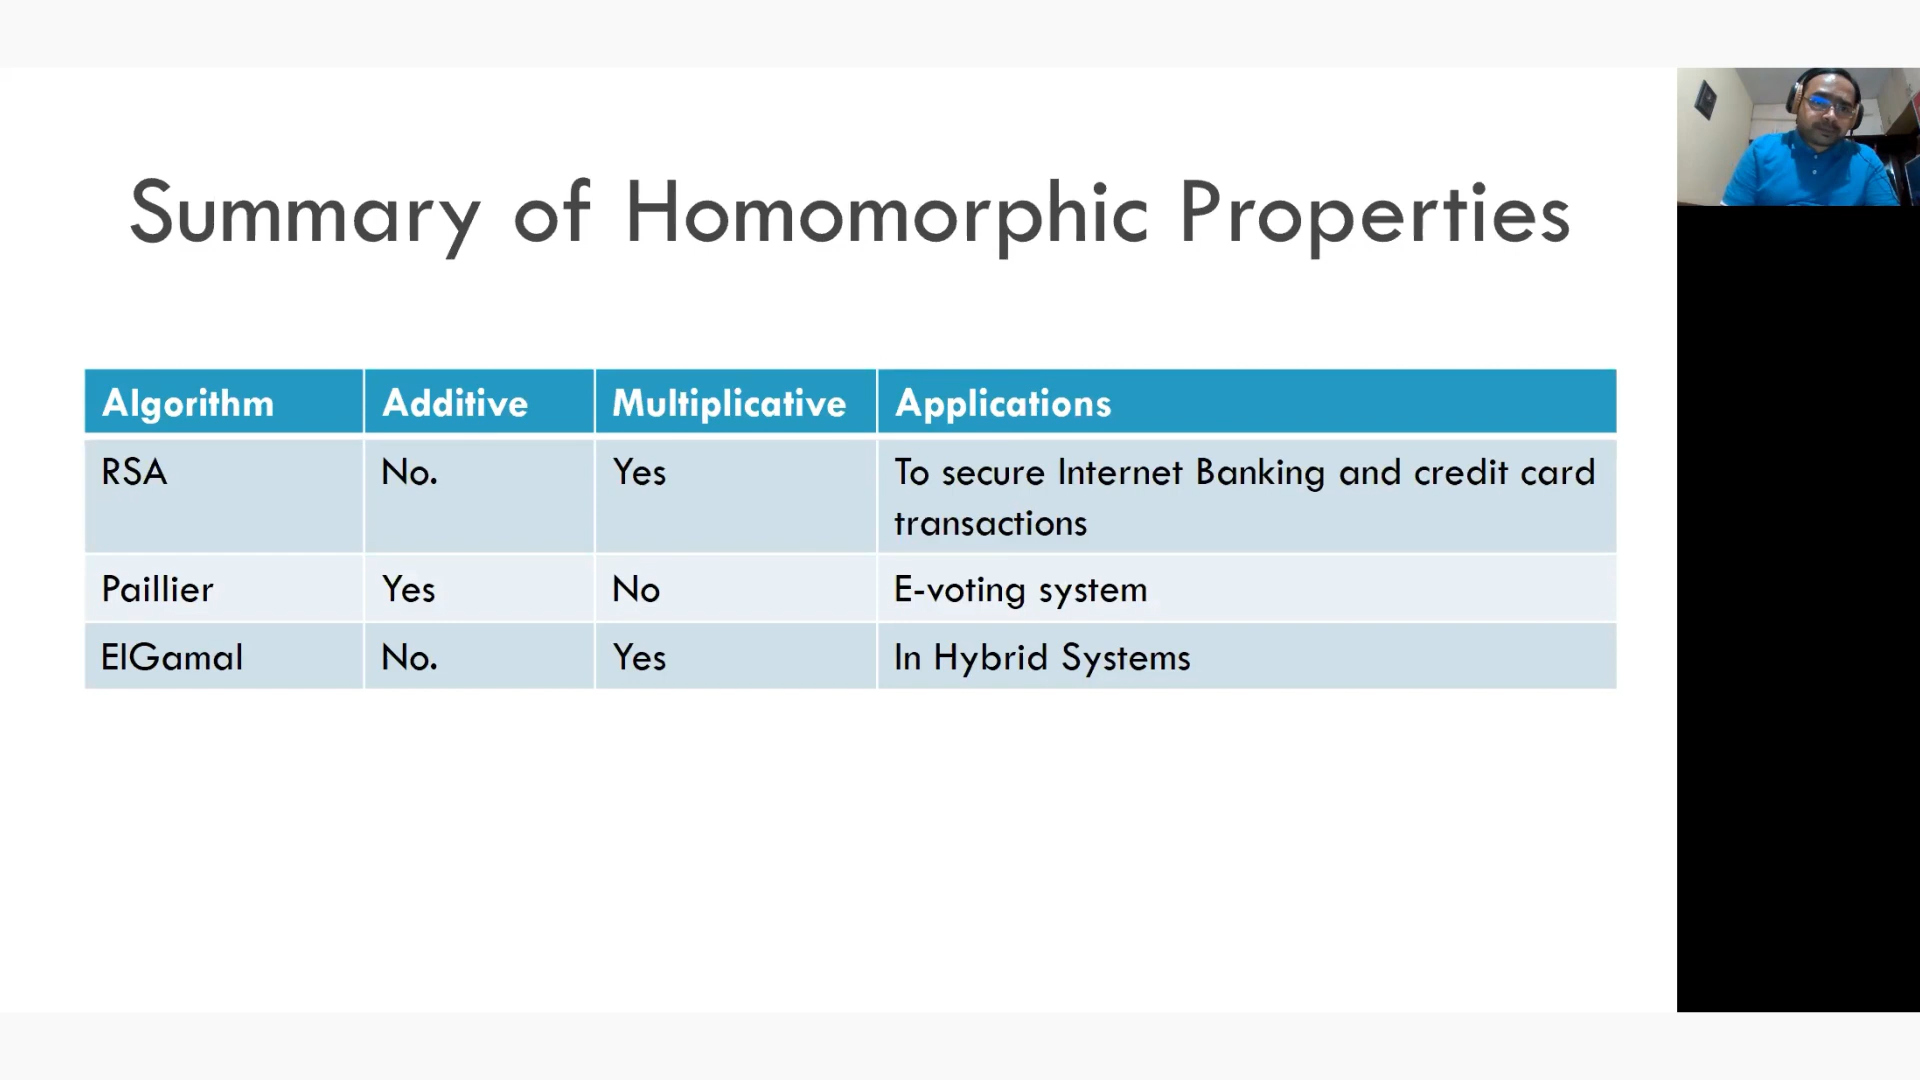 Summary of Homomorphic Properties
Algorithm Additive Multiplicative Applications
RSA No. Yes To secure Internet Banking and credit card
transactions
Paillier Yes No E-voting system
ElGamal No. Yes In Hybrid Systems